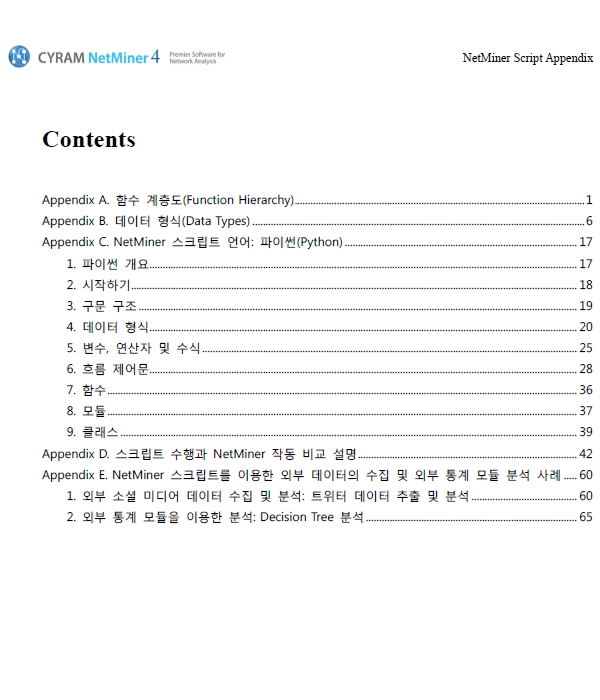 CYRAM NetMiner 4 Premier Software for Network Analysis
NetMiner Script Appendix
Contents
Appendix A. 함수 계층도(Function Hierarchy)........1
Appendix B. 데이터 형식(Data Types)........6
Appendix C. NetMiner 스크립트 언어: 파이썬(Python)........17
1. 파이썬 개요........17
2. 시작하기........18
3. 구문 구조........19
4. 데이터 형식........20
5. 변수, 연산자 및 수식........25
6. 흐름 제어문........28
7. 함수........36
8. 모듈........37
9. 클래스........39
Appendix D. 스크립트 수행과 NetMiner 작동 비교 설명........42
Appendix E. NetMiner 스크립트를 이용한 외부 데이터의 수집 및 외부 통계 모듈 분석 사례.....60
1. 외부 소셜 미디어 데이터 수집 및 분석: 트위터 데이터 추출 및 분석........60
2. 외부 통계 모듈을 이용한 분석: Decision Tree 분석........65